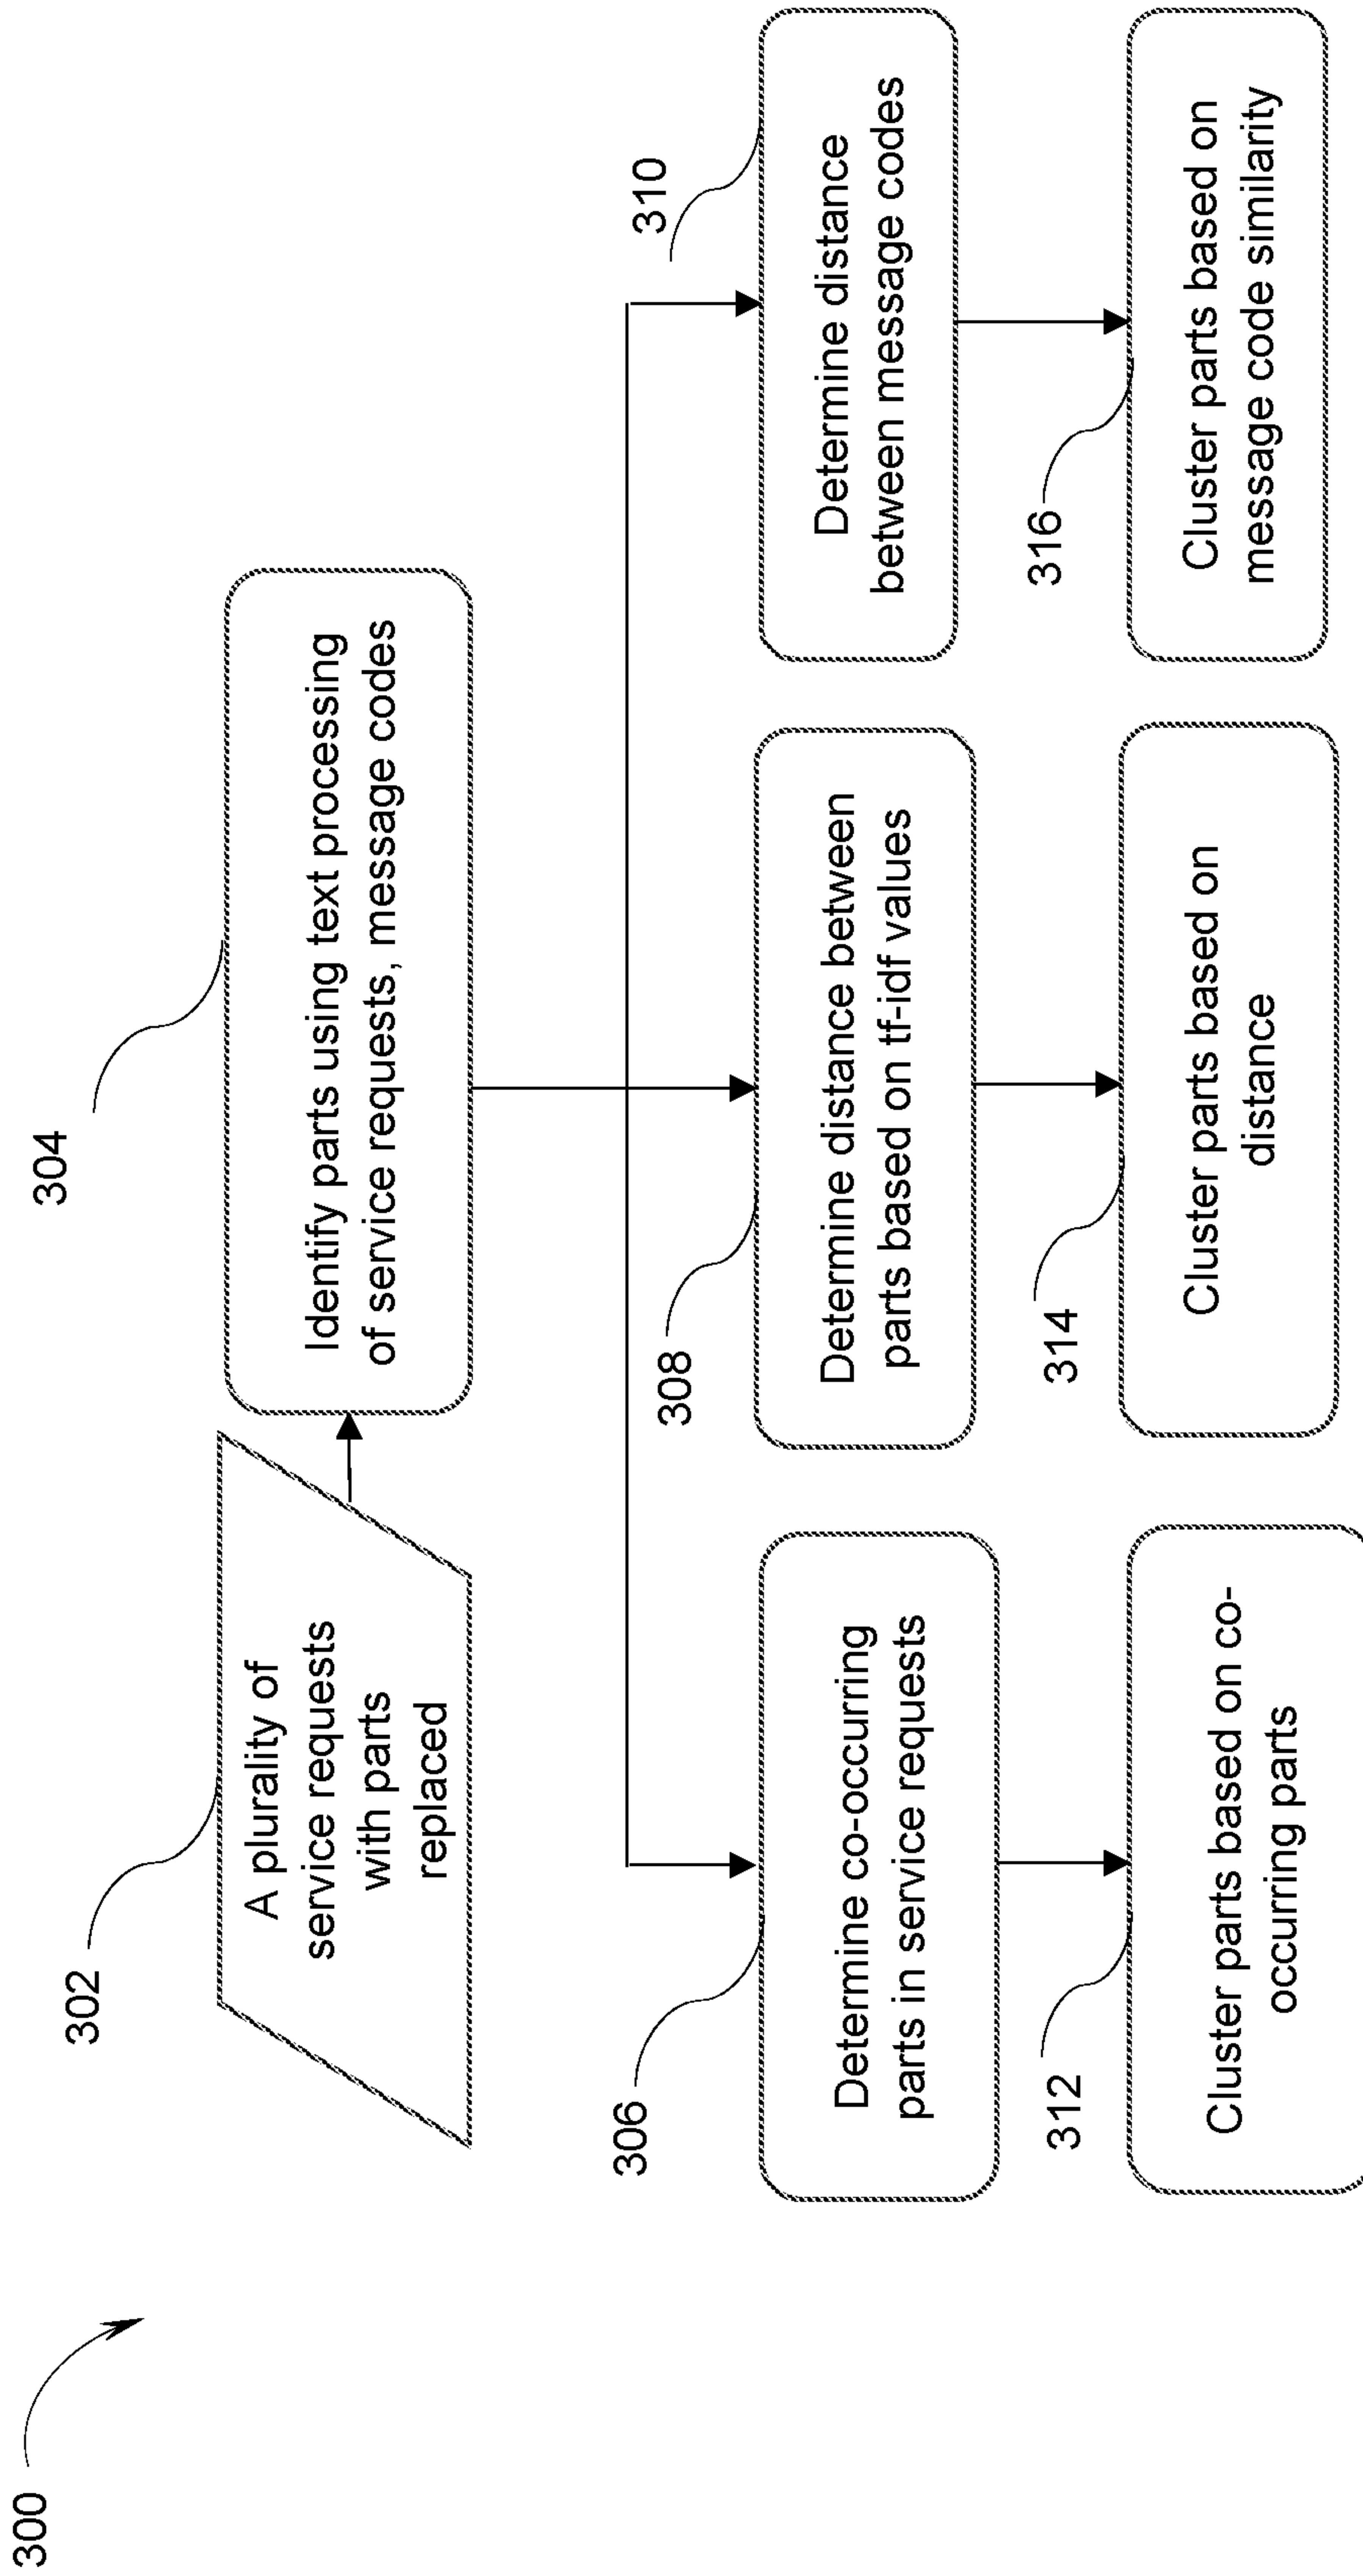 300
302
A plurality of
service requests
with parts
replaced
304
Identify parts using text processing
of service requests, message codes
306
Determine co-occurring
parts in service requests
308
Determine distance between
parts based on tf-idf values
310
Determine distance
between message codes
312
Cluster parts based on co-
occurring parts
314
Cluster parts based on
distance
316
Cluster parts based on
message code similarity